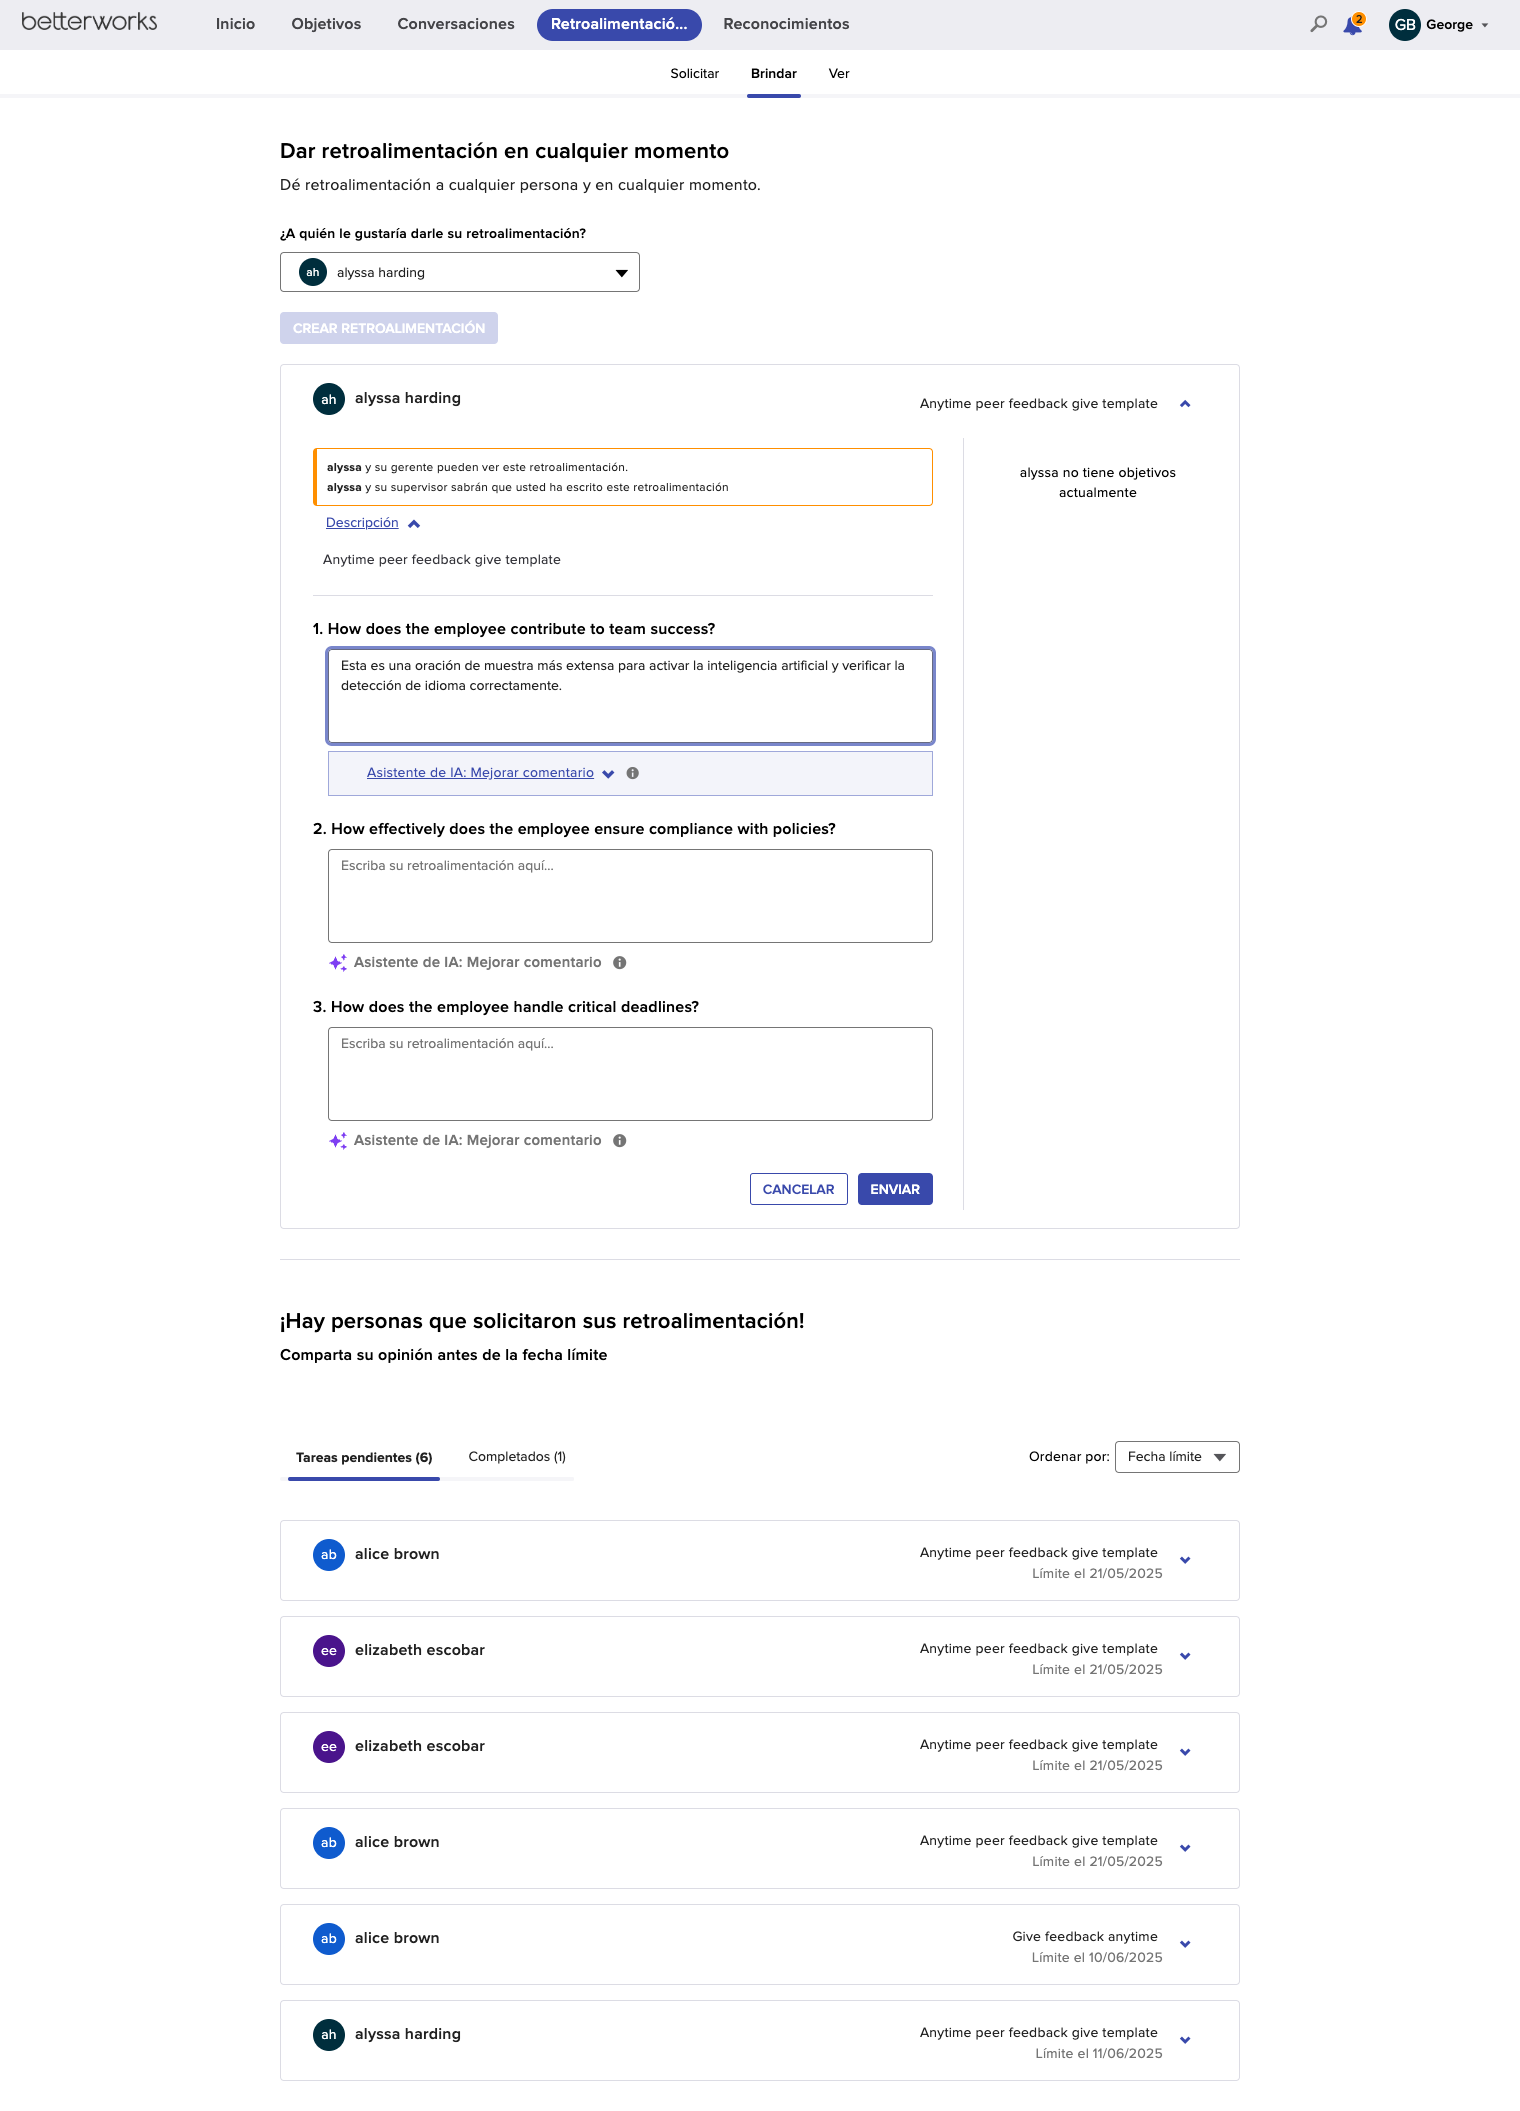 betterworks
Inicio
Objetivos
Conversaciones
Retroalimentació...
Reconocimientos
2
GB
George
Solicitar
Brindar
Ver
Dar retroalimentación en cualquier momento
Dé retroalimentación a cualquier persona y en cualquier momento.
¿A quién le gustaría darle su retroalimentación?
ah
alyssa harding
CREAR RETROALIMENTACIÓN
ah
alyssa harding
Anytime peer feedback give template
alyssa y su gerente pueden ver este retroalimentación.
alyssa y su supervisor sabrán que usted ha escrito este retroalimentación
alyssa no tiene objetivos
actualmente
Descripción
Anytime peer feedback give template
1. How does the employee contribute to team success?
Esta es una oración de muestra más extensa para activar la inteligencia artificial y verificar la
detección de idioma correctamente.
Asistente de IA: Mejorar comentario
2. How effectively does the employee ensure compliance with policies?
Escriba su retroalimentación aquí...
Asistente de IA: Mejorar comentario
3. How does the employee handle critical deadlines?
Escriba su retroalimentación aquí...
Asistente de IA: Mejorar comentario
CANCELAR
ENVIAR
¡Hay personas que solicitaron sus retroalimentación!
Comparta su opinión antes de la fecha límite
Tareas pendientes (6)
Completados (1)
Ordenar por:
Fecha límite
ab
alice brown
Anytime peer feedback give template
Límite el 21/05/2025
ee
elizabeth escobar
Anytime peer feedback give template
Límite el 21/05/2025
ee
elizabeth escobar
Anytime peer feedback give template
Límite el 21/05/2025
ab
alice brown
Anytime peer feedback give template
Límite el 21/05/2025
ab
alice brown
Give feedback anytime
Límite el 10/06/2025
ah
alyssa harding
Anytime peer feedback give template
Límite el 11/06/2025